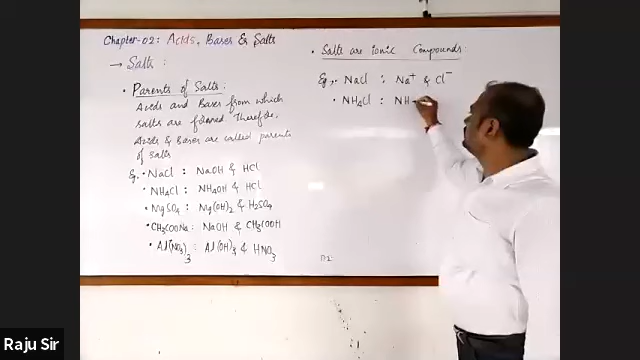 Chapter-02: Acids, Bases & Salts
→ Salts :
• Parents of Salts :
Acids and Bases from which
salts are formed. Therefore,
Acids & Bases are called parents
of salts
Eg. • NaCl : NaOH & HCl
• NH4Cl : NH4OH & HCl
• MgSO4 : Mg(OH)2 & H2SO4
• CH3COONa : NaOH & CH3COOH
• Al(NO3)3 : Al(OH)3 & HNO3
• Salts are ionic Compounds :
Eg. • NaCl : Na+ & Cl−
• NH4Cl : NH
Raju Sir